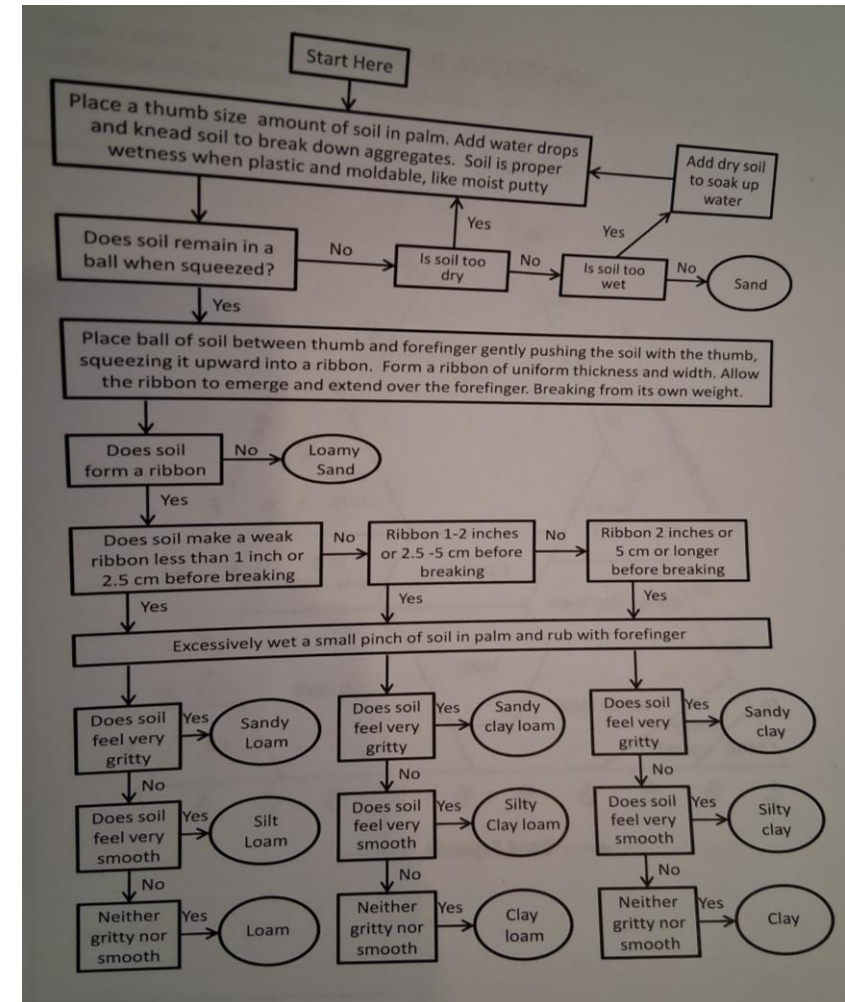 Start Here
Place a thumb size amount of soil in palm. Add water drops
and knead soil to break down aggregates. Soil is proper
wetness when plastic and moldable, like moist putty
Add dry soil
to soak up
water
Yes
Yes
Does soil remain in a
ball when squeezed?
No
Is soil too
dry
No
Is soil too
wet
No
Sand
Yes
Place ball of soil between thumb and forefinger gently pushing the soil with the thumb,
squeezing it upward into a ribbon. Form a ribbon of uniform thickness and width. Allow
the ribbon to emerge and extend over the forefinger. Breaking from its own weight.
Does soil
form a ribbon
No
Loamy
Sand
Yes
Does soil make a weak
ribbon less than 1 inch or
2.5 cm before breaking
No
Ribbon 1-2 inches
or 2.5 -5 cm before
breaking
No
Ribbon 2 inches or
5 cm or longer
before breaking
Yes
Yes
Yes
Excessively wet a small pinch of soil in palm and rub with forefinger
Does soil
feel very
gritty
Yes
Sandy
Loam
Does soil
feel very
gritty
Yes
Sandy
clay loam
Does soil
feel very
gritty
Yes
Sandy
clay
No
No
No
Does soil
feel very
smooth
Yes
Silt
Loam
Does soil
feel very
smooth
Yes
Silty
Clay loam
Does soil
feel very
smooth
Yes
Silty
clay
No
No
No
Neither
gritty nor
smooth
Yes
Loam
Neither
gritty nor
smooth
Yes
Clay
loam
Neither
gritty nor
smooth
Yes
Clay